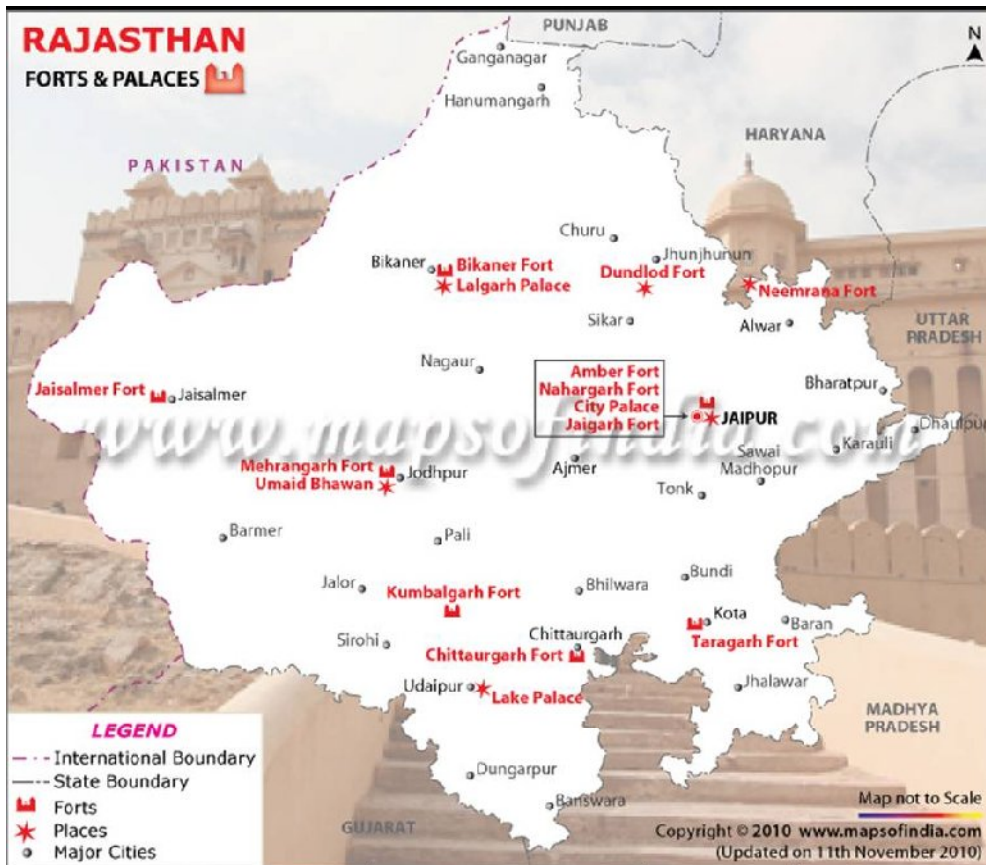 RAJASTHAN
FORTS & PALACES
PUNJAB
N
Ganganagar
Hanumangarh
HARYANA
PAKISTAN
Churu
Jhunjhunun
Bikaner
Bikaner Fort
Lalgarh Palace
Dundlod Fort
Neemrana Fort
Sikar
Alwar
UTTAR
PRADESH
Nagaur
Amber Fort
Nahargarh Fort
City Palace
Jaigarh Fort
JAIPUR
Bharatpur
Jaisalmer Fort
Jaisalmer
www.mapsofindia.com
Dhaulpur
Karauli
Sawai
Madhopur
Ajmer
Mehrangarh Fort
Umaid Bhawan
Jodhpur
Tonk
Barmer
Pali
Jalor
Kumbalgarh Fort
Bhilwara
Bundi
Kota
Baran
Taragarh Fort
Sirohi
Chittaurgarh
Chittaurgarh Fort
Udaipur
Lake Palace
Jhalawar
MADHYA
PRADESH
LEGEND
International Boundary
State Boundary
Forts
Places
Major Cities
Dungarpur
Banswara
GUJARAT
Map not to Scale
Copyright © 2010 www.mapsofindia.com
(Updated on 11th November 2010)